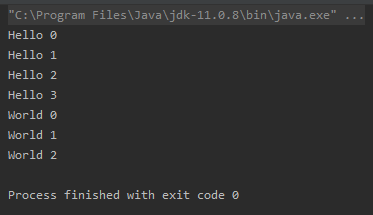 "C:\Program Files\Java\jdk-11.0.8\bin\java.exe" ...
Hello 0
Hello 1
Hello 2
Hello 3
World 0
World 1
World 2
Process finished with exit code 0